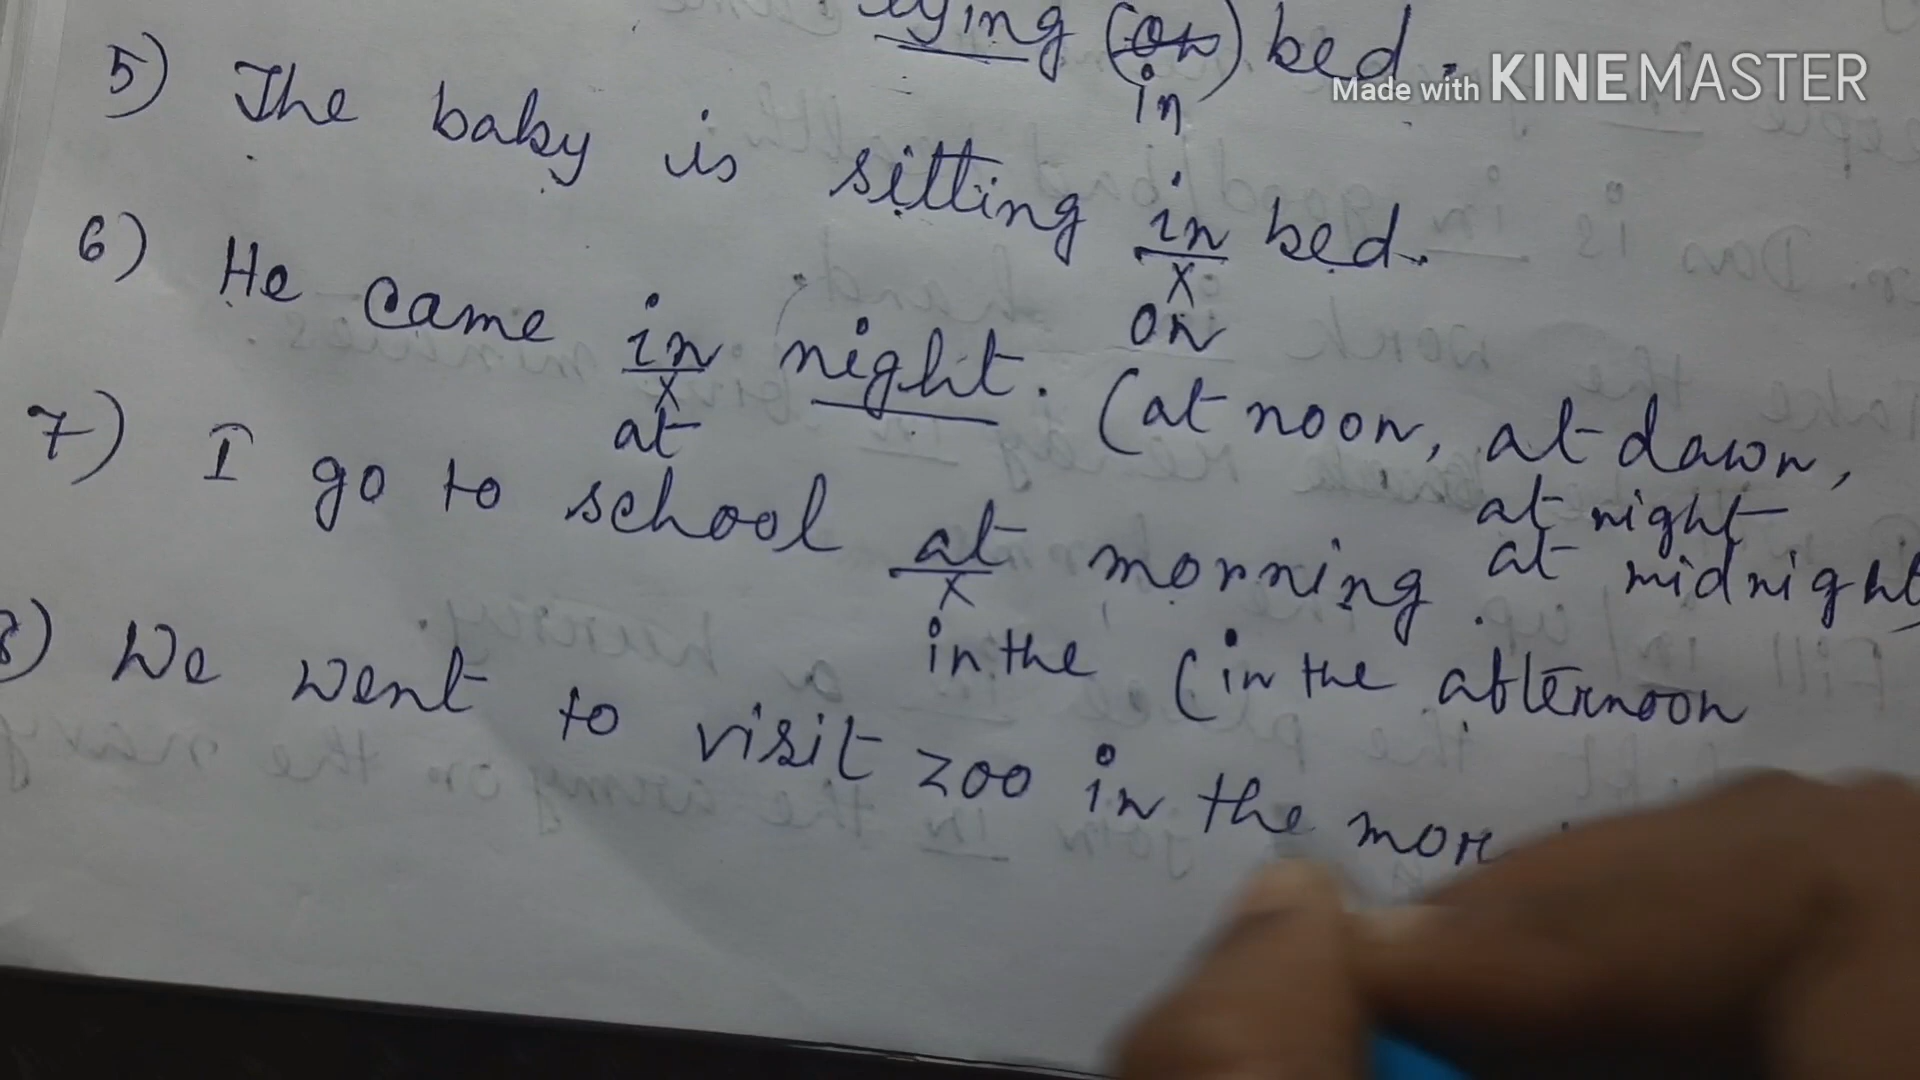 lying (on) bed.
in
Made with KINEMASTER
5) The baby is sitting in bed.
x
on
6) He came in night. (at noon, at dawn,
x
at
at night
at midnight)
7) I go to school at morning.
x
in the (in the afternoon
8) We went to visit zoo in the mor